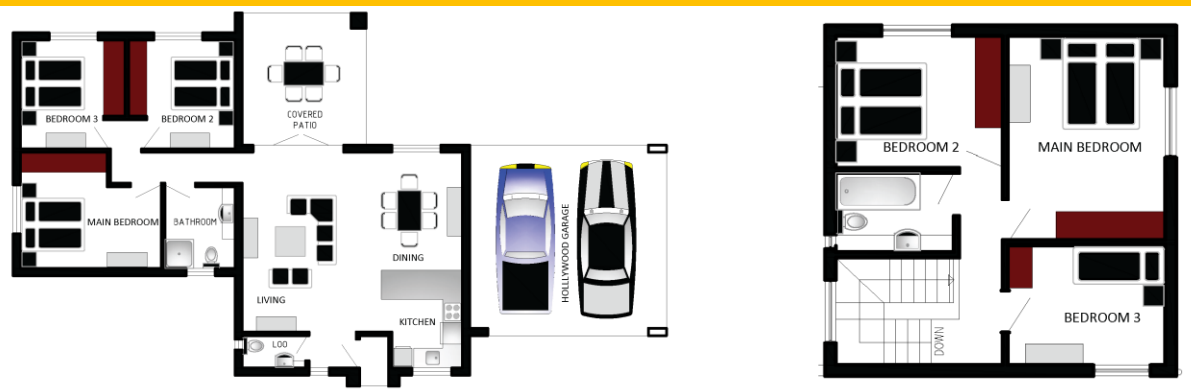 BEDROOM 3
BEDROOM 2
COVERED
PATIO
MAIN BEDROOM
BATHROOM
DINING
LIVING
KITCHEN
LOO
HOLLLYWOOD GARAGE
BEDROOM 2
MAIN BEDROOM
BEDROOM 3
DOWN